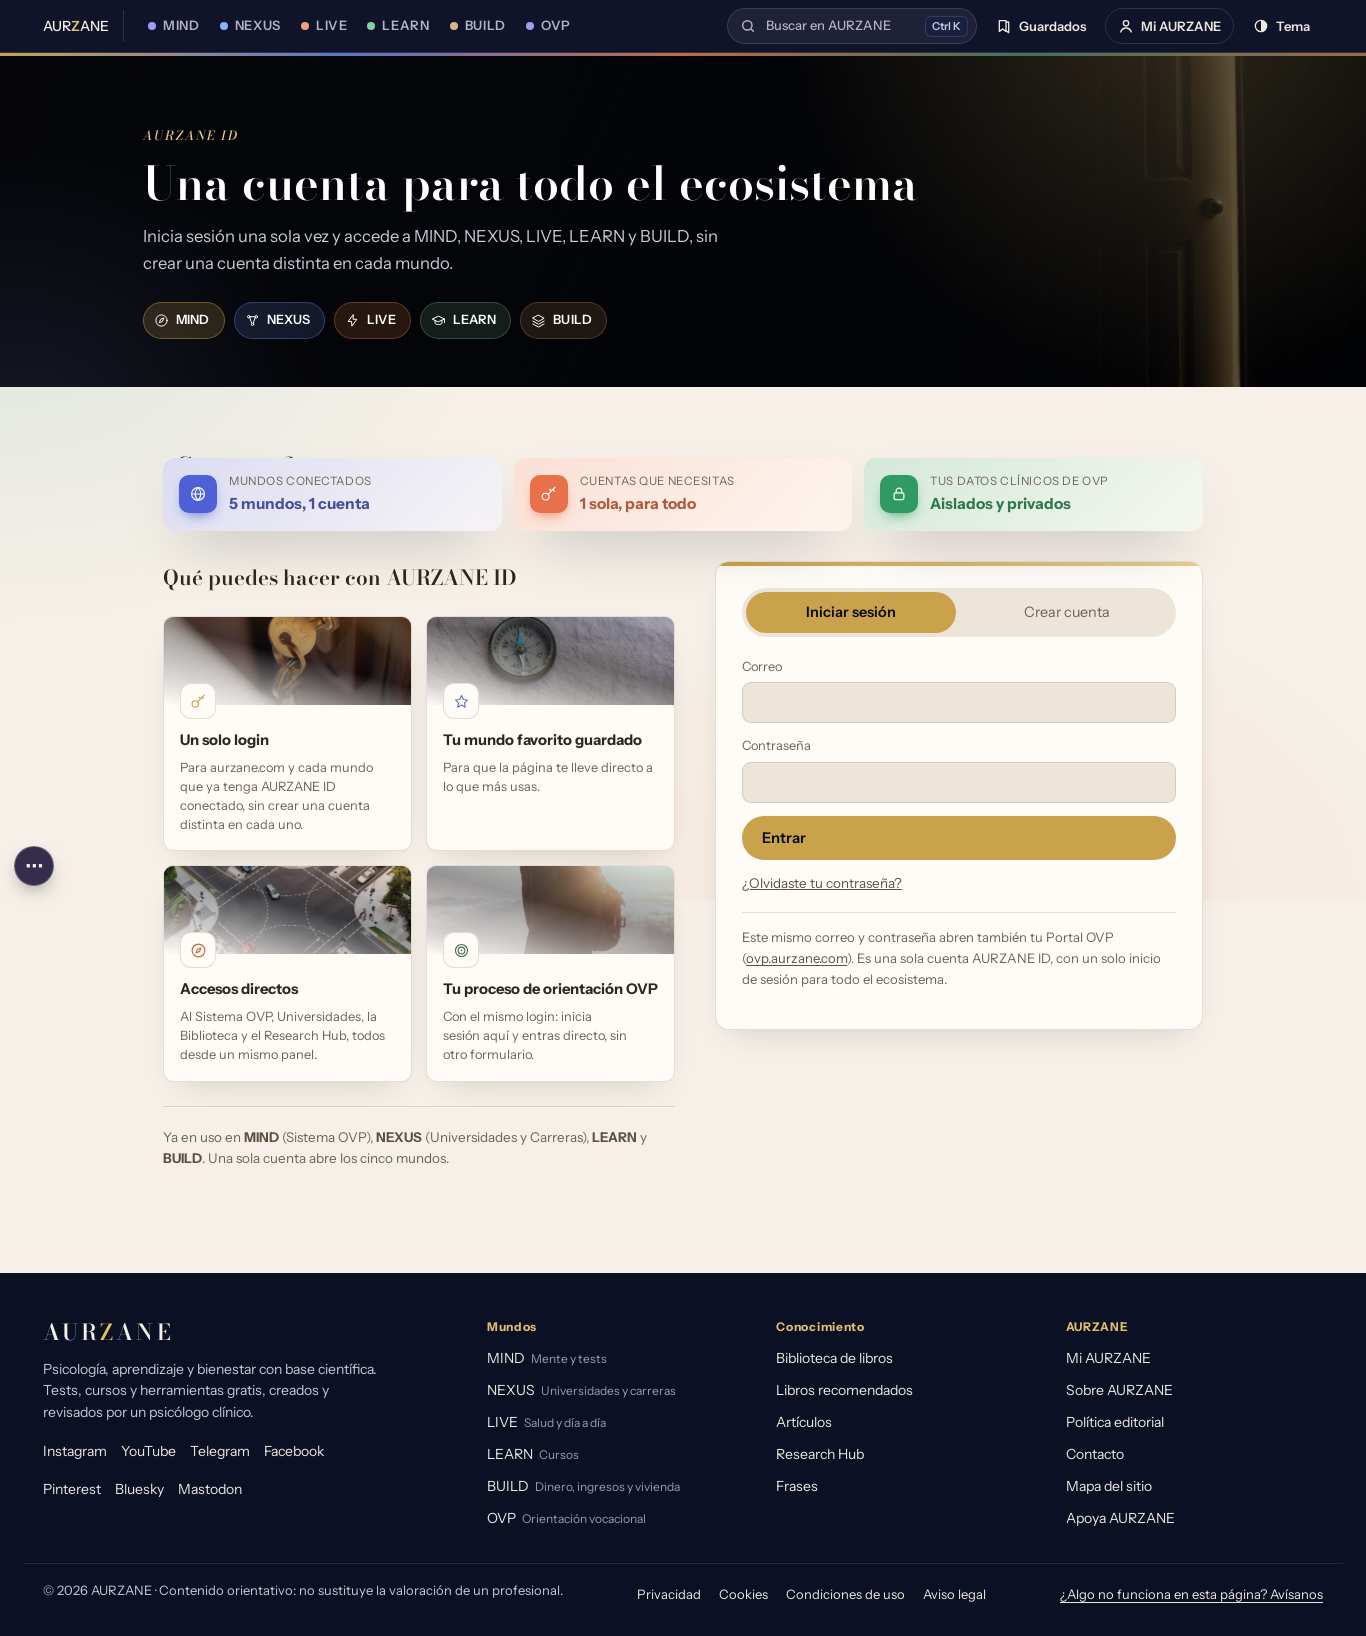 AURZANE
MIND
NEXUS
LIVE
LEARN
BUILD
OVP
Buscar en AURZANE
Ctrl K
Guardados
Mi AURZANE
Tema
AURZANE ID
Una cuenta para todo el ecosistema
Inicia sesión una sola vez y accede a MIND, NEXUS, LIVE, LEARN y BUILD, sin
crear una cuenta distinta en cada mundo.
MIND
NEXUS
LIVE
LEARN
BUILD
MUNDOS CONECTADOS
5 mundos, 1 cuenta
CUENTAS QUE NECESITAS
1 sola, para todo
TUS DATOS CLÍNICOS DE OVP
Aislados y privados
Qué puedes hacer con AURZANE ID
Un solo login
Para aurzane.com y cada mundo
que ya tenga AURZANE ID
conectado, sin crear una cuenta
distinta en cada uno.
Tu mundo favorito guardado
Para que la página te lleve directo a
lo que más usas.
Accesos directos
Al Sistema OVP, Universidades, la
Biblioteca y el Research Hub, todos
desde un mismo panel.
Tu proceso de orientación OVP
Con el mismo login: inicia
sesión aquí y entras directo, sin
otro formulario.
Ya en uso en MIND (Sistema OVP), NEXUS (Universidades y Carreras), LEARN y
BUILD. Una sola cuenta abre los cinco mundos.
Iniciar sesión
Crear cuenta
Correo
Contraseña
Entrar
¿Olvidaste tu contraseña?
Este mismo correo y contraseña abren también tu Portal OVP
(ovp.aurzane.com). Es una sola cuenta AURZANE ID, con un solo inicio
de sesión para todo el ecosistema.
AURZANE
Psicología, aprendizaje y bienestar con base científica.
Tests, cursos y herramientas gratis, creados y
revisados por un psicólogo clínico.
Instagram YouTube Telegram Facebook
Pinterest Bluesky Mastodon
Mundos
MIND Mente y tests
NEXUS Universidades y carreras
LIVE Salud y día a día
LEARN Cursos
BUILD Dinero, ingresos y vivienda
OVP Orientación vocacional
Conocimiento
Biblioteca de libros
Libros recomendados
Artículos
Research Hub
Frases
AURZANE
Mi AURZANE
Sobre AURZANE
Política editorial
Contacto
Mapa del sitio
Apoya AURZANE
© 2026 AURZANE · Contenido orientativo: no sustituye la valoración de un profesional.
Privacidad Cookies Condiciones de uso Aviso legal
¿Algo no funciona en esta página? Avísanos